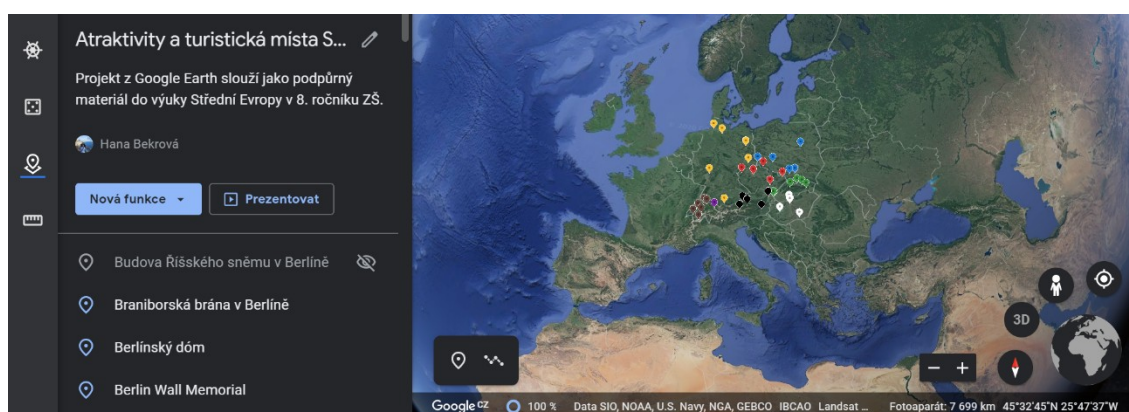 Atraktivity a turistická místa S...
Projekt z Google Earth slouží jako podpůrný
materiál do výuky Střední Evropy v 8. ročníku ZŠ.
Hana Bekrová
Nová funkce
Prezentovat
Budova Říšského sněmu v Berlíně
Braniborská brána v Berlíně
Berlínský dóm
Berlin Wall Memorial
3D
Google CZ
100 %
Data SIO, NOAA, U.S. Navy, NGA, GEBCO IBCAO Landsat ...
Fotoaparát: 7 699 km 45°32'45"N 25°47'37"W